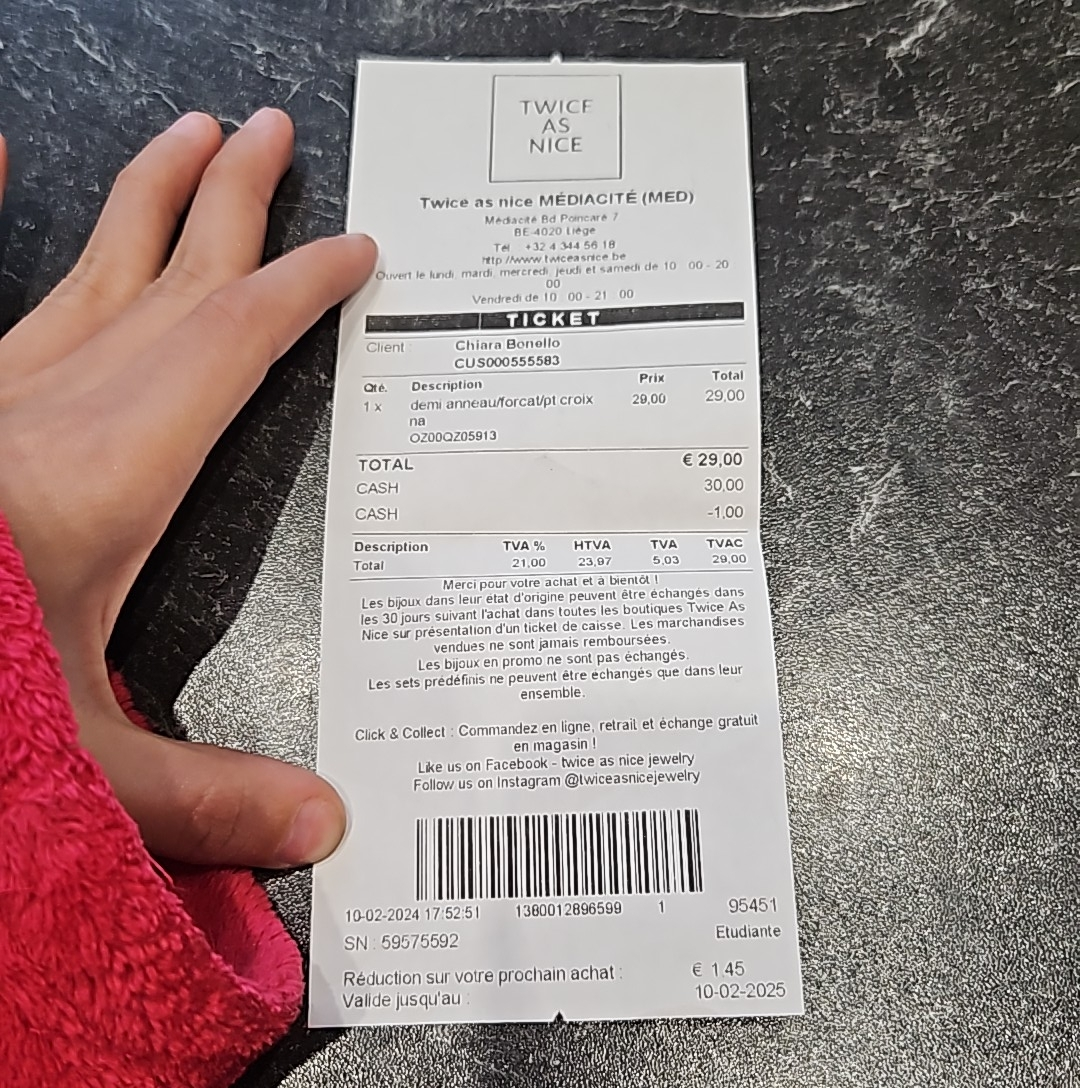 TWICE
AS
NICE
Twice as nice MÉDIACITÉ (MED)
Médiacité Bd Poincaré 7
BE-4020 Liège
Tél : +32 4 344 56 18
http://www.twiceasnice.be
Ouvert le lundi, mardi, mercredi, jeudi et samedi de 10:00 - 20:
00
Vendredi de 10:00 - 21:00
TICKET
Client : Chiara Bonello
CUS000555583
Qté. Description Prix Total
1 x demi anneau/forcat/pt croix 29,00 29,00
na
OZ00QZ05913
TOTAL € 29,00
CASH 30,00
CASH -1,00
Description TVA % HTVA TVA TVAC
Total 21,00 23,97 5,03 29,00
Merci pour votre achat et à bientôt !
Les bijoux dans leur état d'origine peuvent être échangés dans
les 30 jours suivant l'achat dans toutes les boutiques Twice As
Nice sur présentation d'un ticket de caisse. Les marchandises
vendues ne sont jamais remboursées.
Les bijoux en promo ne sont pas échangés.
Les sets prédéfinis ne peuvent être échangés que dans leur
ensemble.
Click & Collect : Commandez en ligne, retrait et échange gratuit
en magasin !
Like us on Facebook - twice as nice jewelry
Follow us on Instagram @twiceasnicejewelry
10-02-2024 17:52:51 1380012896599 1 95451
SN : 59575592 Etudiante
Réduction sur votre prochain achat : € 1,45
Valide jusqu'au : 10-02-2025